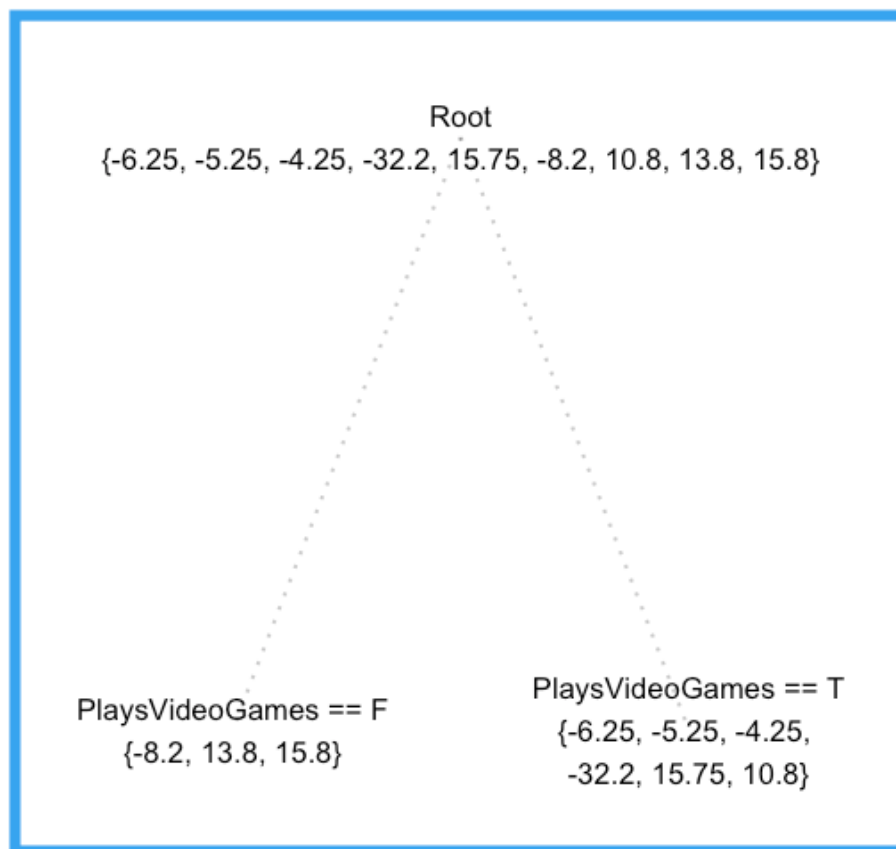 Root
{-6.25, -5.25, -4.25, -32.2, 15.75, -8.2, 10.8, 13.8, 15.8}
PlaysVideoGames == F
{-8.2, 13.8, 15.8}
PlaysVideoGames == T
{-6.25, -5.25, -4.25,
-32.2, 15.75, 10.8}